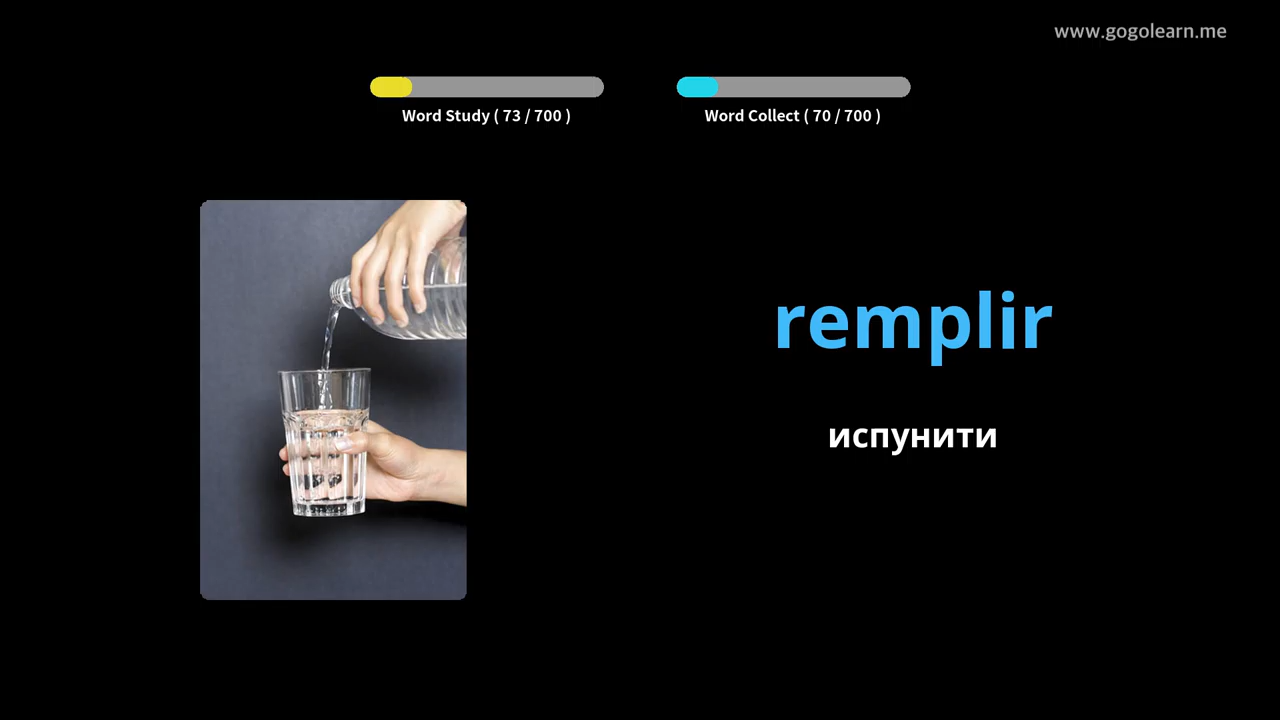 www.gogolearn.me
Word Study ( 73 / 700 )
Word Collect ( 70 / 700 )
remplir
испунити